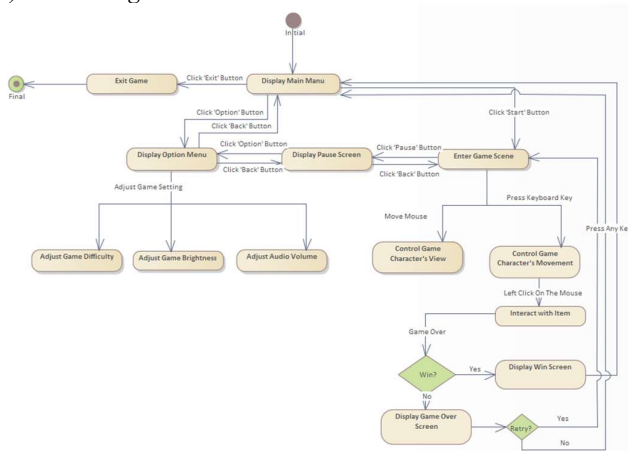 Initial
Exit Game
Click 'Exit' Button
Display Main Menu
Final
Click 'Option' Button
Click 'Back' Button
Click 'Start' Button
Display Option Menu
Click 'Option' Button
Click 'Back' Button
Display Pause Screen
Click 'Pause' Button
Click 'Back' Button
Enter Game Scene
Adjust Game Setting
Press Keyboard Key
Move Mouse
Press Any Ke
Adjust Game Difficulty
Adjust Game Brightness
Adjust Audio Volume
Control Game
Character's View
Control Game
Character's Movement
Left Click On The Mouse
Interact with Item
Game Over
Win?
Yes
Display Win Screen
No
Display Game Over
Screen
Retry?
Yes
No